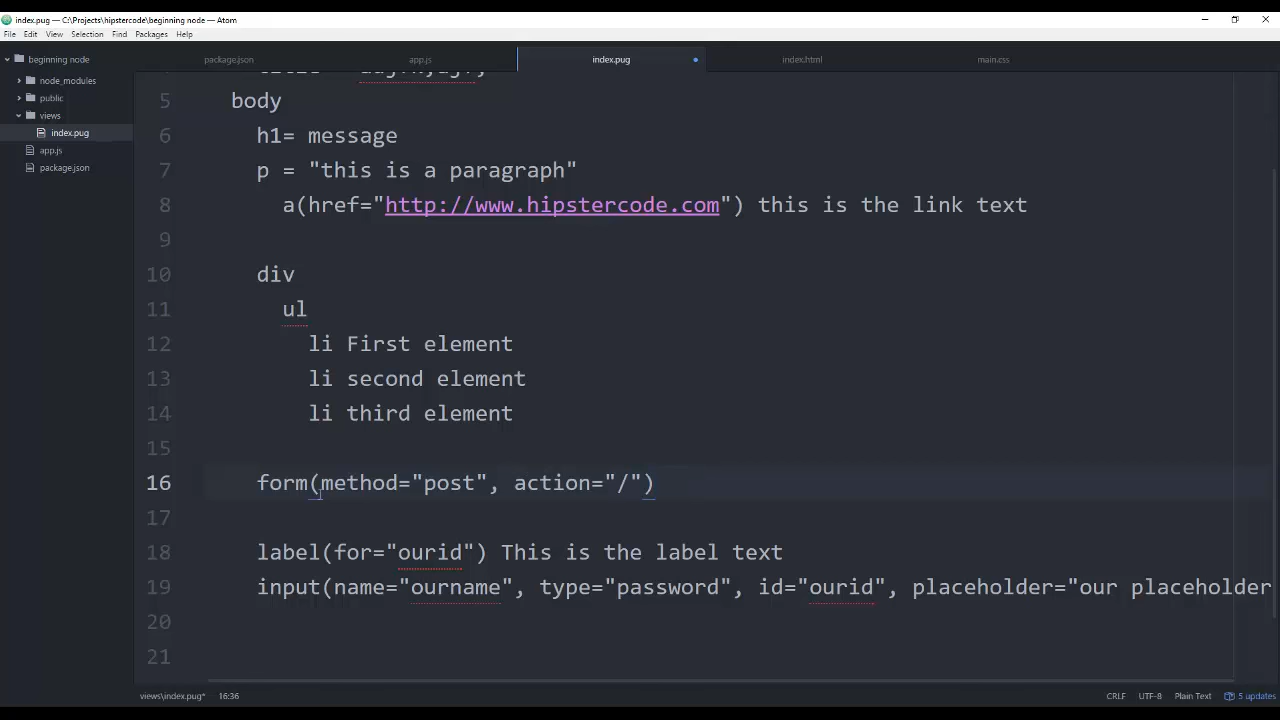 index.pug — C:\Projects\hipstercode\beginning node — Atom
File Edit View Selection Find Packages Help
beginning node
node_modules
public
views
index.pug
app.js
package.json
package.json app.js index.pug index.html main.css
5 body
6 h1= message
7 p = "this is a paragraph"
8 a(href="http://www.hipstercode.com") this is the link text
9
10 div
11 ul
12 li First element
13 li second element
14 li third element
15
16 form(method="post", action="/")
17
18 label(for="ourid") This is the label text
19 input(name="ourname", type="password", id="ourid", placeholder="our placeholder
20
21
views\index.pug* 16:36 CRLF UTF-8 Plain Text 5 updates